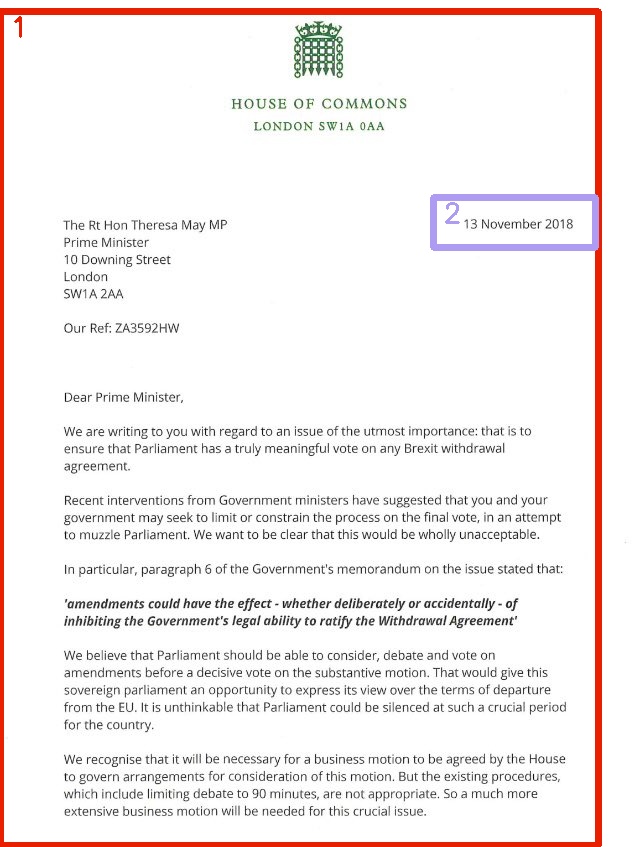 1
HOUSE OF COMMONS
LONDON SW1A 0AA
2
13 November 2018
The Rt Hon Theresa May MP
Prime Minister
10 Downing Street
London
SW1A 2AA
Our Ref: ZA3592HW
Dear Prime Minister,
We are writing to you with regard to an issue of the utmost importance: that is to
ensure that Parliament has a truly meaningful vote on any Brexit withdrawal
agreement.
Recent interventions from Government ministers have suggested that you and your
government may seek to limit or constrain the process on the final vote, in an attempt
to muzzle Parliament. We want to be clear that this would be wholly unacceptable.
In particular, paragraph 6 of the Government's memorandum on the issue stated that:
'amendments could have the effect - whether deliberately or accidentally - of
inhibiting the Government's legal ability to ratify the Withdrawal Agreement'
We believe that Parliament should be able to consider, debate and vote on
amendments before a decisive vote on the substantive motion. That would give this
sovereign parliament an opportunity to express its view over the terms of departure
from the EU. It is unthinkable that Parliament could be silenced at such a crucial period
for the country.
We recognise that it will be necessary for a business motion to be agreed by the House
to govern arrangements for consideration of this motion. But the existing procedures,
which include limiting debate to 90 minutes, are not appropriate. So a much more
extensive business motion will be needed for this crucial issue.